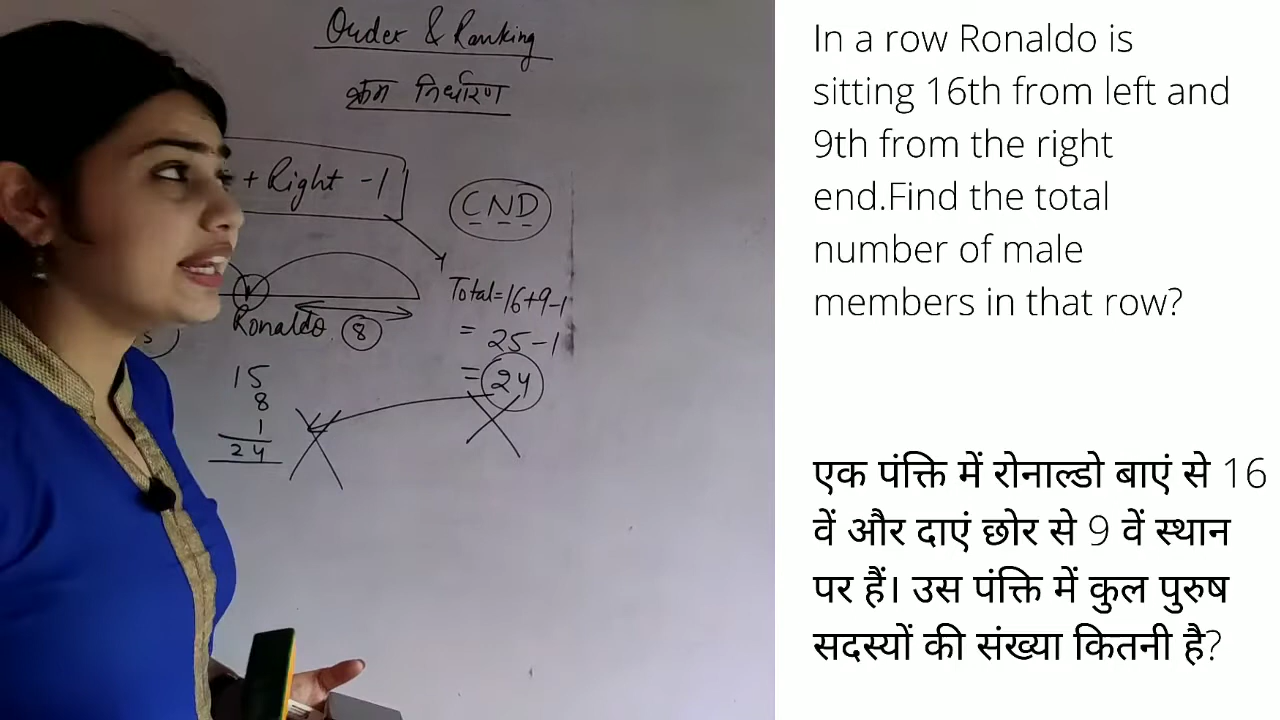 Order & Ranking
क्रम निर्धारण
+ Right -1
CND
Total=16+9-1
= 25-1
= 24
Ronaldo 8
15
8
1
24
In a row Ronaldo is
sitting 16th from left and
9th from the right
end.Find the total
number of male
members in that row?
एक पंक्ति में रोनाल्डो बाएं से 16
वें और दाएं छोर से 9 वें स्थान
पर हैं। उस पंक्ति में कुल पुरुष
सदस्यों की संख्या कितनी है?